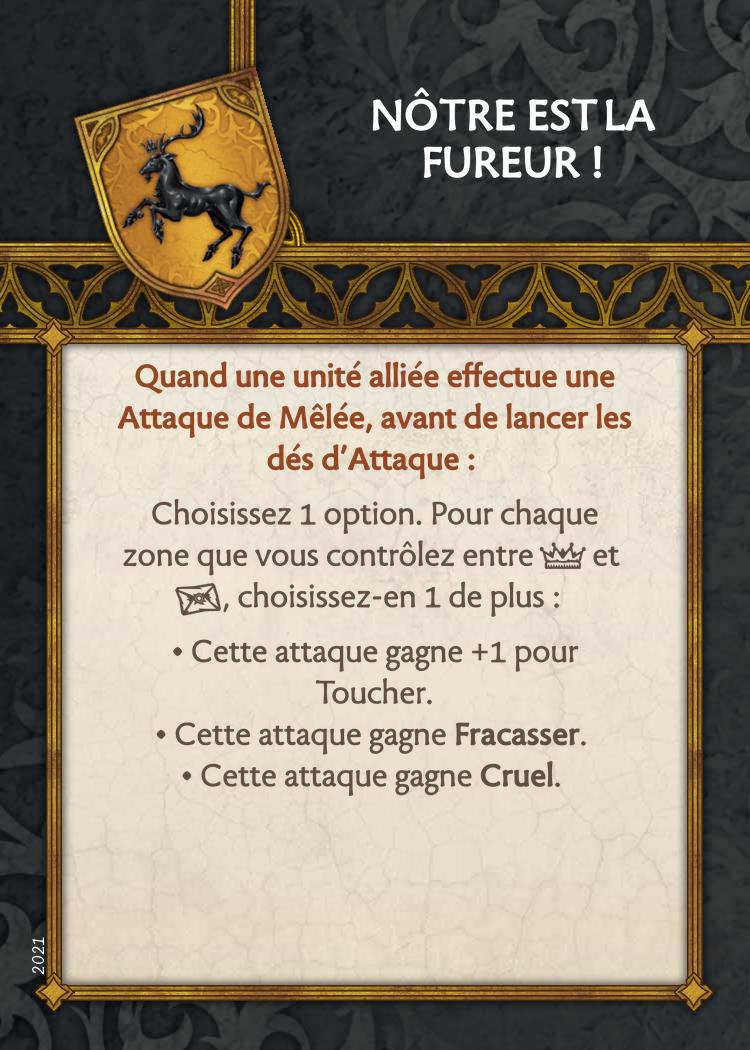 NÔTRE EST LA
FUREUR !
Quand une unité alliée effectue une
Attaque de Mêlée, avant de lancer les
dés d’Attaque :
Choisissez 1 option. Pour chaque
zone que vous contrôlez entre et
, choisissez-en 1 de plus :
• Cette attaque gagne +1 pour
Toucher.
• Cette attaque gagne Fracasser.
• Cette attaque gagne Cruel.
2021